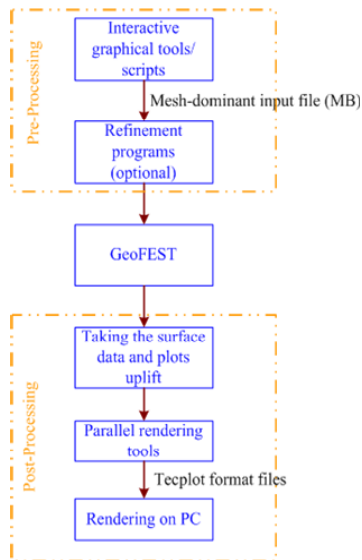 Interactive
graphical tools/
scripts
Mesh-dominant input file (MB)
Pre-Processing
Refinement
programs
(optional)
GeoFEST
Taking the surface
data and plots
uplift
Parallel rendering
tools
Tecplot format files
Post-Processing
Rendering on PC